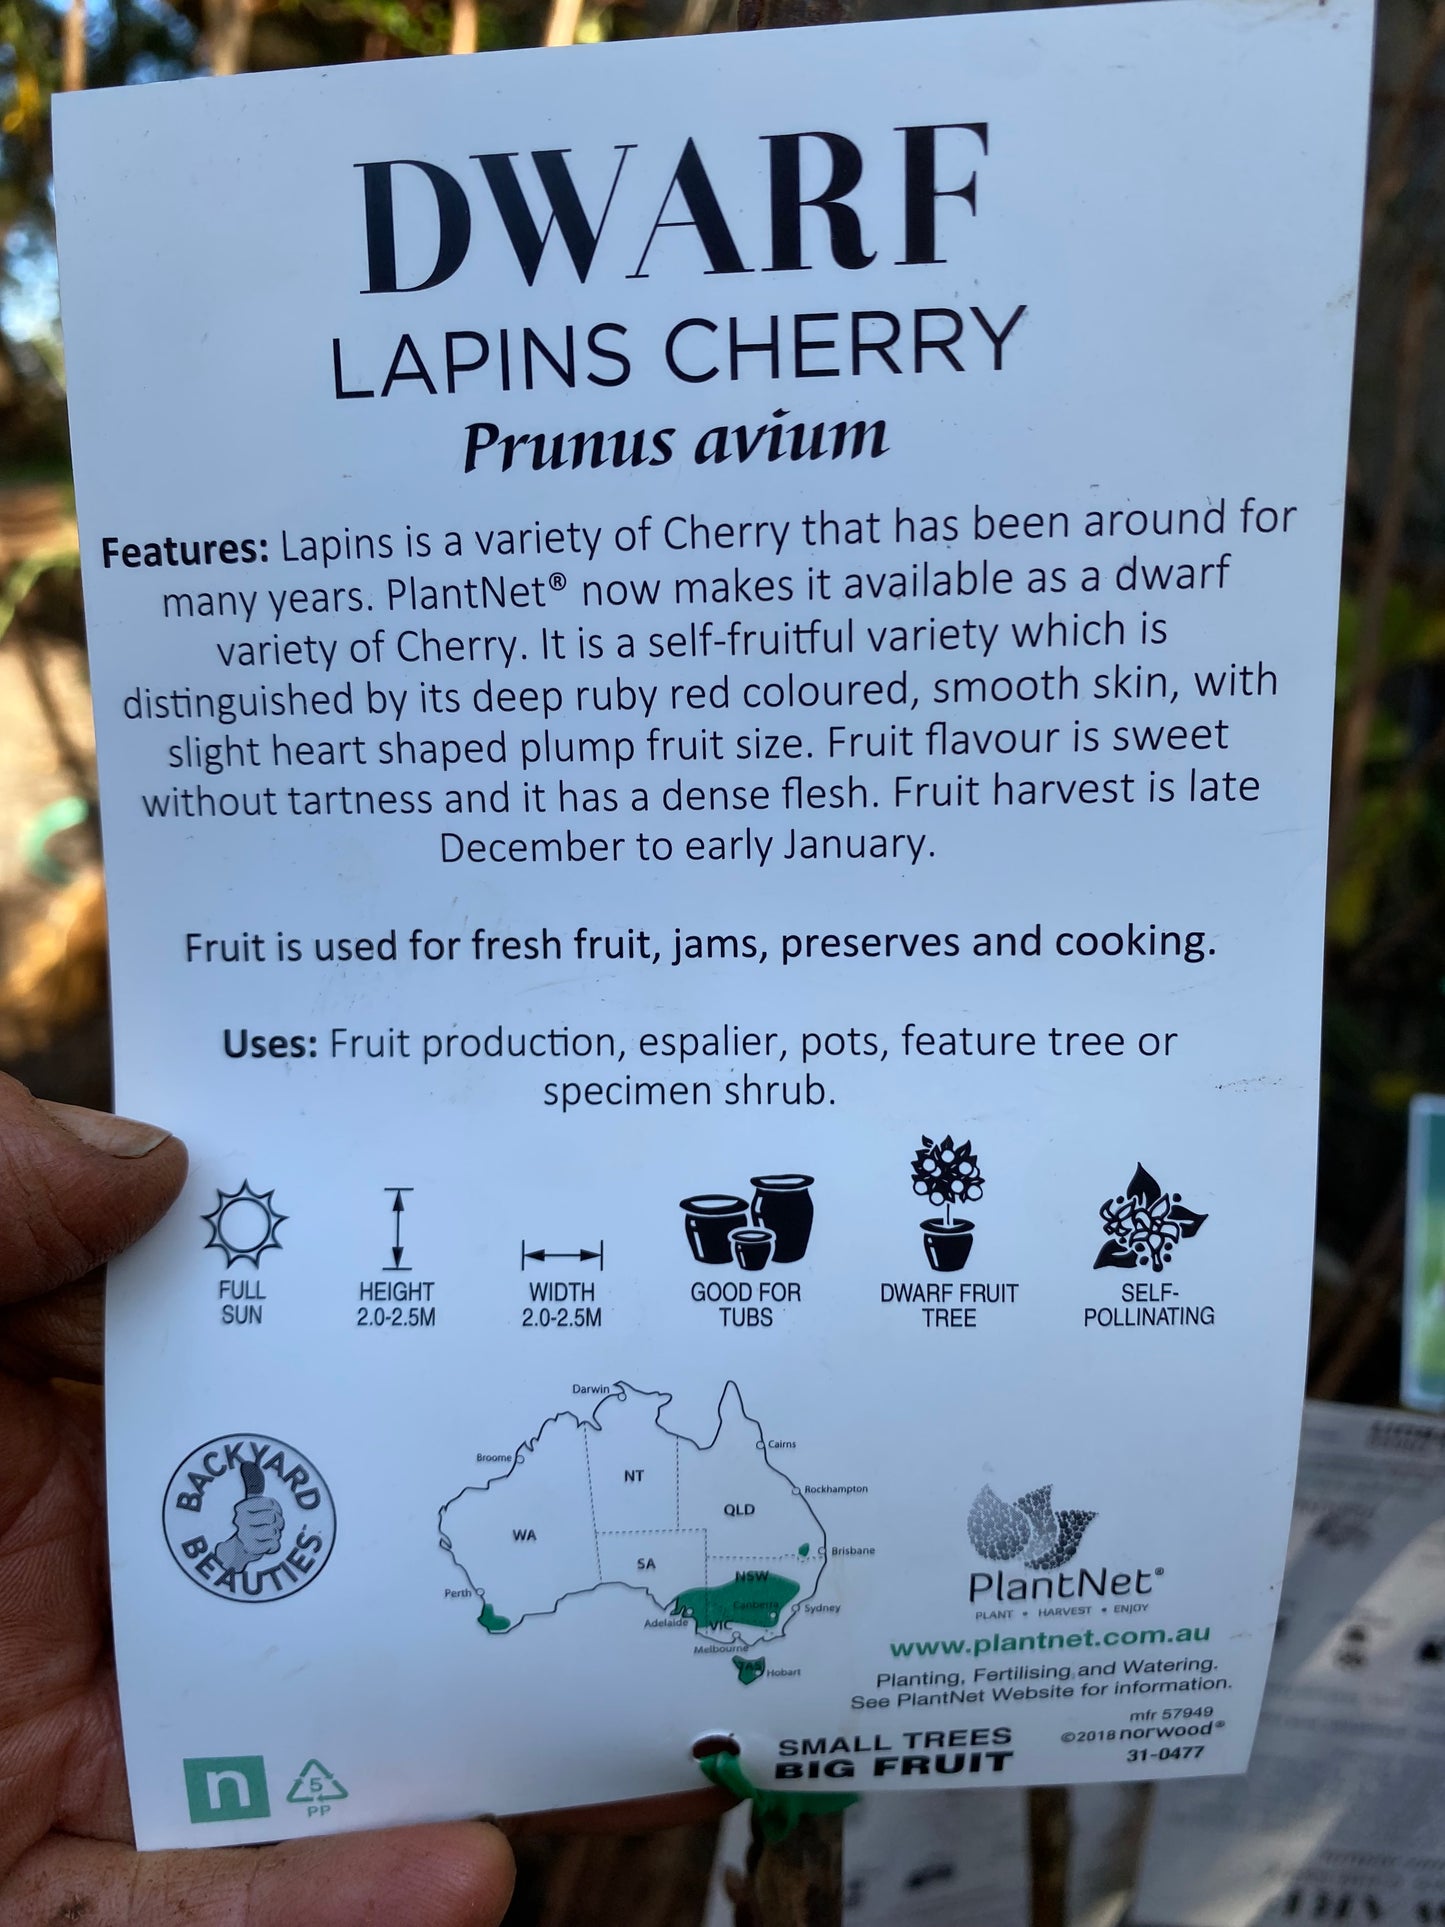 DWARF
LAPINS CHERRY
Prunus avium
Features: Lapins is a variety of Cherry that has been around for
many years. PlantNet® now makes it available as a dwarf
variety of Cherry. It is a self-fruitful variety which is
distinguished by its deep ruby red coloured, smooth skin, with
slight heart shaped plump fruit size. Fruit flavour is sweet
without tartness and it has a dense flesh. Fruit harvest is late
December to early January.
Fruit is used for fresh fruit, jams, preserves and cooking.
Uses: Fruit production, espalier, pots, feature tree or
specimen shrub.
FULL
SUN
HEIGHT
2.0-2.5M
WIDTH
2.0-2.5M
GOOD FOR
TUBS
DWARF FRUIT
TREE
SELF-
POLLINATING
BACKYARD
BEAUTIES
Darwin
Broome
Cairns
NT
Rockhampton
QLD
WA
SA
Brisbane
NSW
Perth
Canberra
Sydney
Adelaide
VIC
Melbourne
TAS
Hobart
PlantNet®
PLANT • HARVEST • ENJOY
www.plantnet.com.au
Planting, Fertilising and Watering.
See PlantNet Website for information.
mfr 57949
©2018 norwood®
31-0477
SMALL TREES
BIG FRUIT
n
5
PP